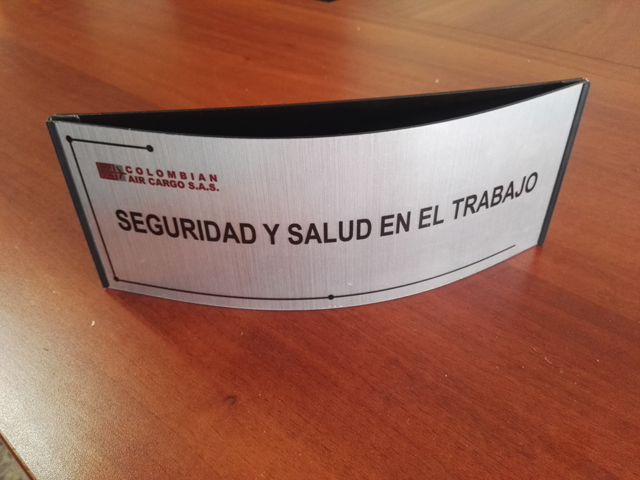 COLOMBIAN
AIR CARGO S.A.S.
SEGURIDAD Y SALUD EN EL TRABAJO